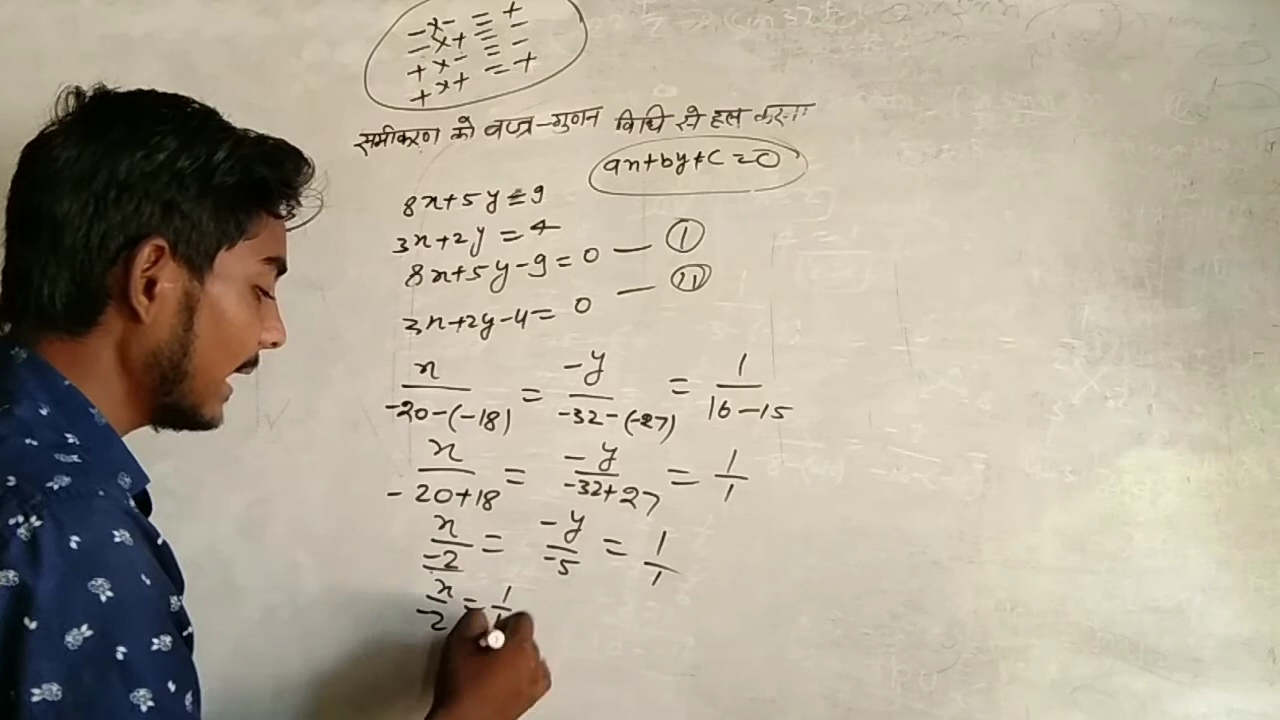 - x - = +
- x + = -
+ x - = -
+ x + = +
समीकरण को वज्र-गुणन विधि से हल करना
ax+by+c=0
8x+5y=9
3x+2y=4
8x+5y-9=0 — ①
3x+2y-4=0 — ⑪
x/-20-(-18) = -y/-32-(-27) = 1/16-15
x/-20+18 = -y/-32+27 = 1/1
x/-2 = -y/-5 = 1/1
x/-2 = 1/1